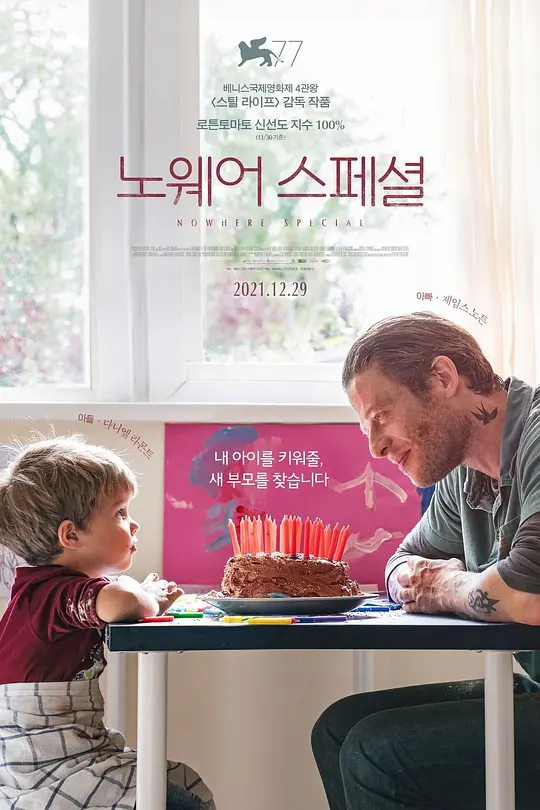 77
베니스국제영화제 4관왕
<스틸 라이프> 감독 작품
로튼토마토 신선도 지수 100%
(11/30기준)
노웨어 스페셜
NOWHERE SPECIAL
2021.12.29
아빠 · 제임스 노튼
아들 · 다니엘 라몬트
내 아이를 키워줄,
새 부모를 찾습니다